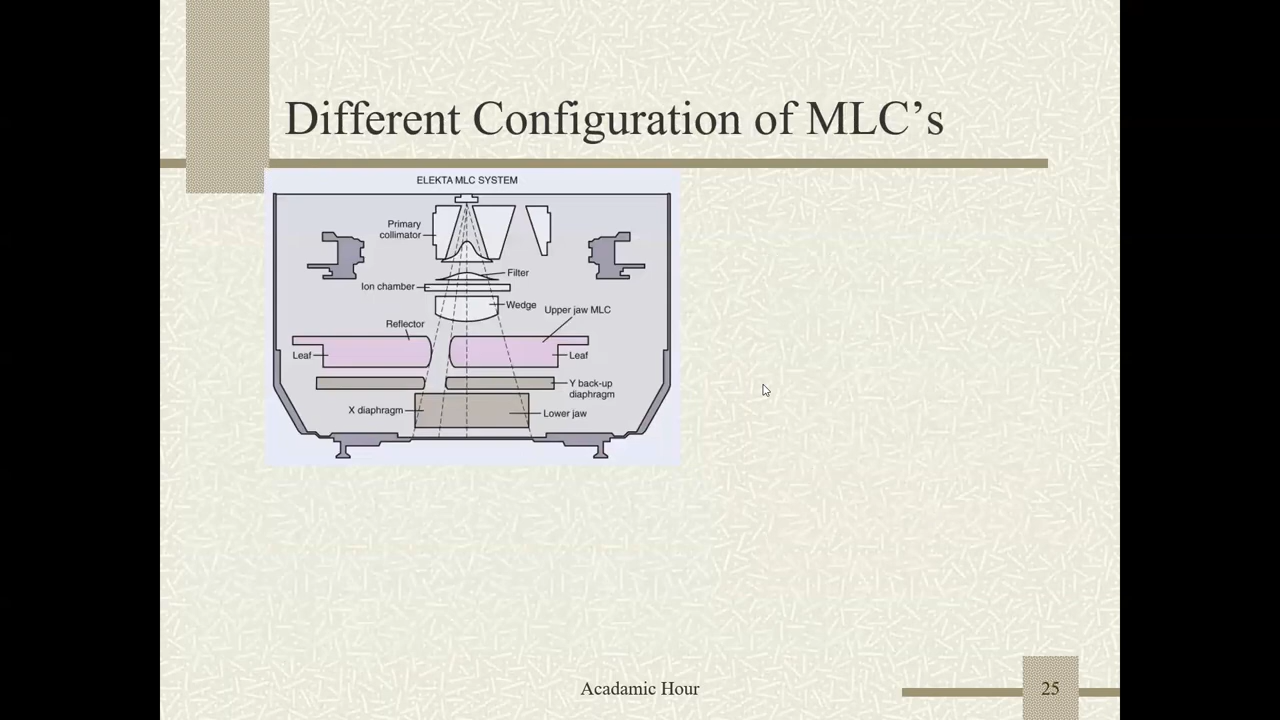 Different Configuration of MLC’s
ELEKTA MLC SYSTEM
Primary
collimator
Filter
Ion chamber
Wedge
Upper jaw MLC
Reflector
Leaf
Leaf
Y back-up
diaphragm
X diaphragm
Lower jaw
Acadamic Hour
25